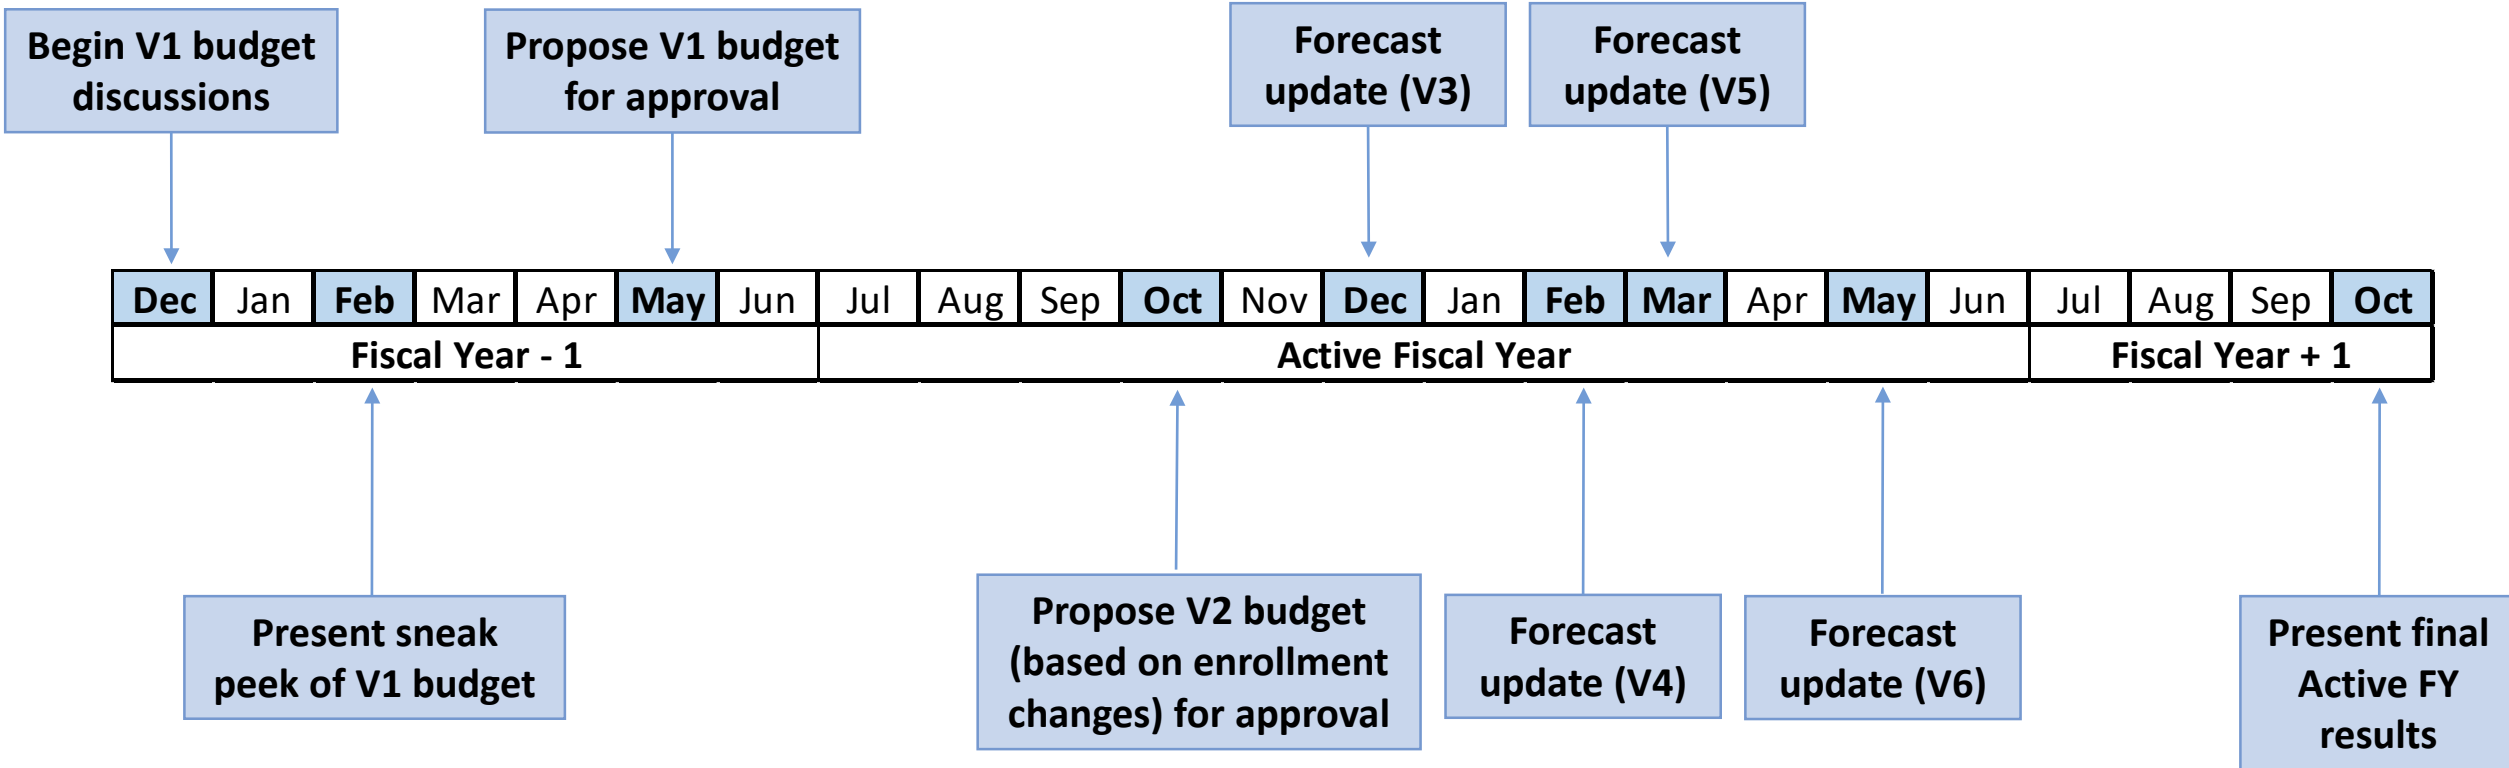 Begin V1 budget
discussions
Propose V1 budget
for approval
Forecast
update (V3)
Forecast
update (V5)
Dec Jan Feb Mar Apr May Jun Jul Aug Sep Oct Nov Dec Jan Feb Mar Apr May Jun Jul Aug Sep Oct
Fiscal Year - 1 Active Fiscal Year Fiscal Year + 1
Present sneak
peek of V1 budget
Propose V2 budget
(based on enrollment
changes) for approval
Forecast
update (V4)
Forecast
update (V6)
Present final
Active FY
results